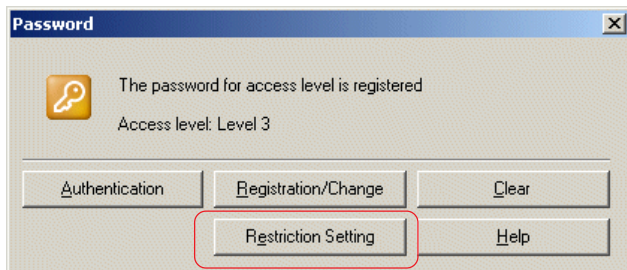 Password
The password for access level is registered
Access level: Level 3
Authentication
Registration/Change
Clear
Restriction Setting
Help